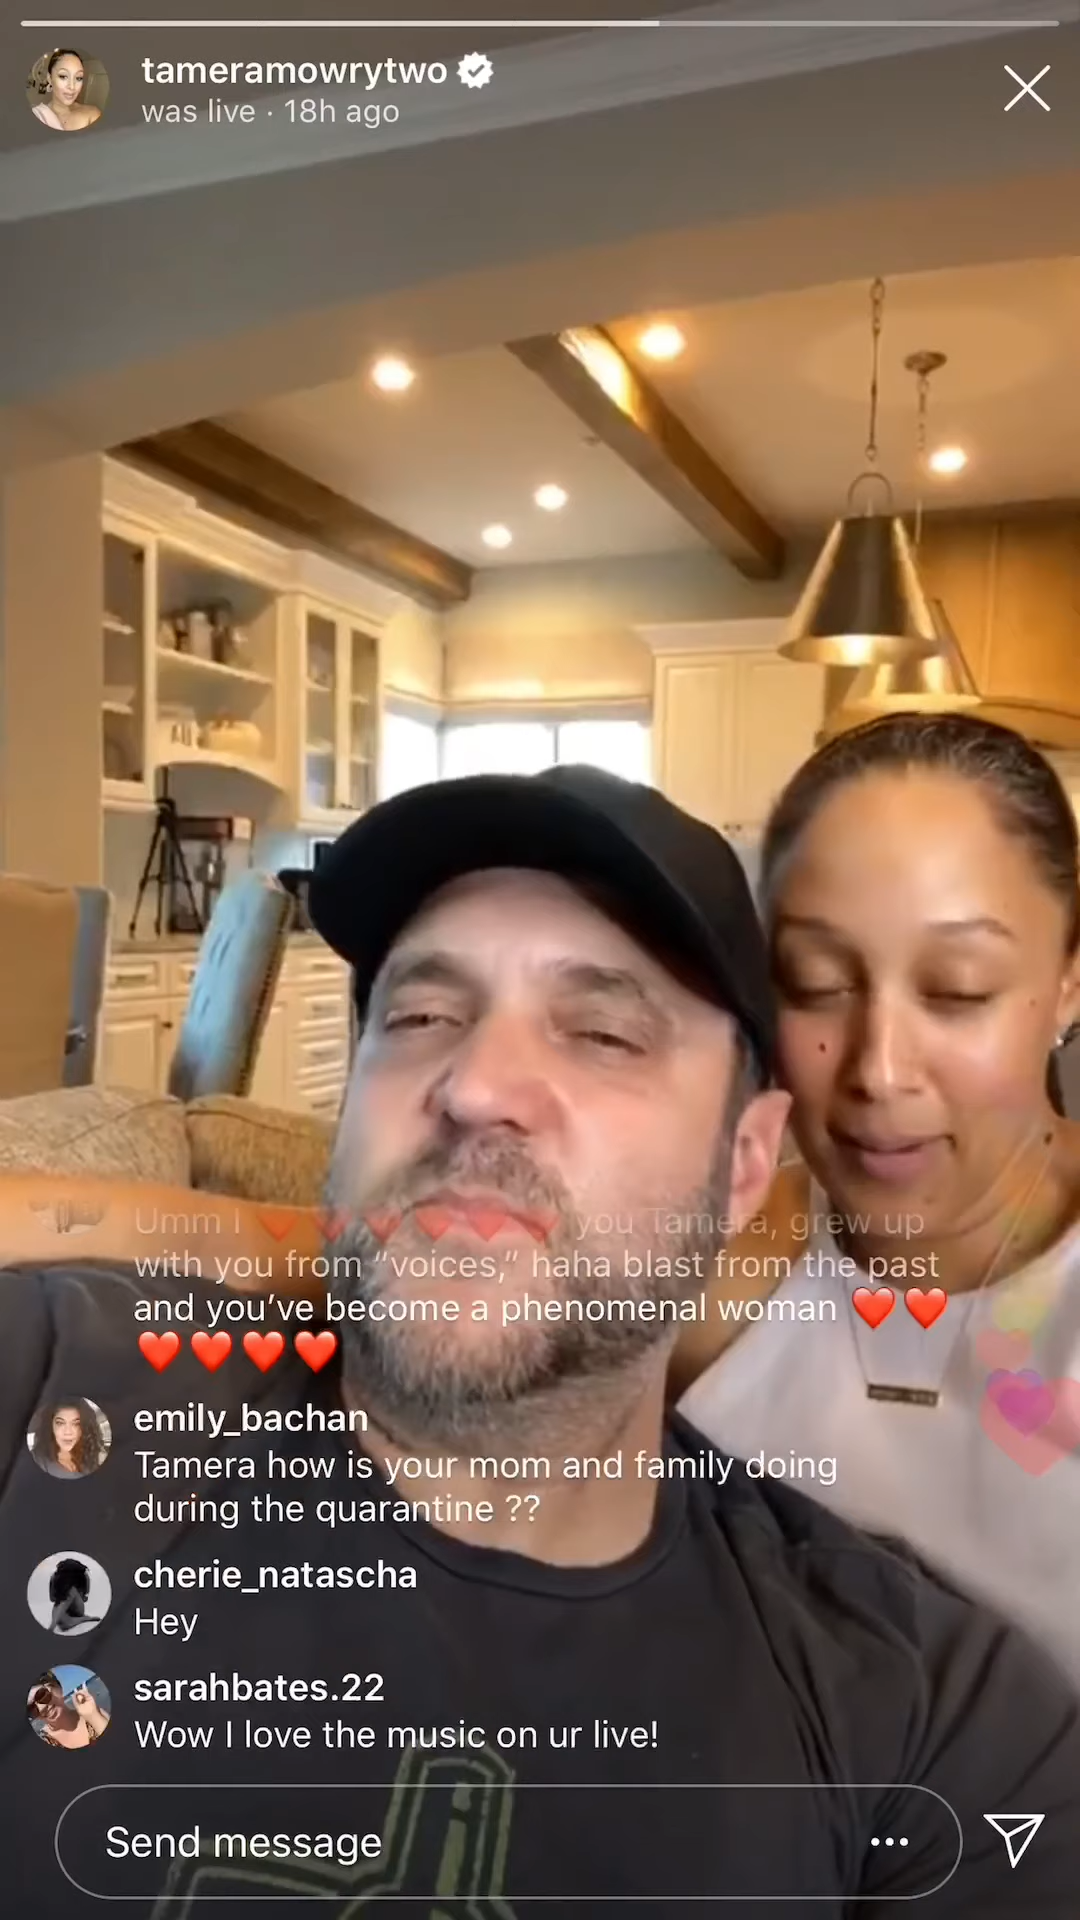 tameramowrytwo
was live · 18h ago
Umm I ❤️❤️❤️❤️❤️❤️ you Tamera, grew up
with you from “voices,” haha blast from the past
and you’ve become a phenomenal woman ❤️❤️
❤️❤️❤️❤️
emily_bachan
Tamera how is your mom and family doing
during the quarantine ??
cherie_natascha
Hey
sarahbates.22
Wow I love the music on ur live!
Send message